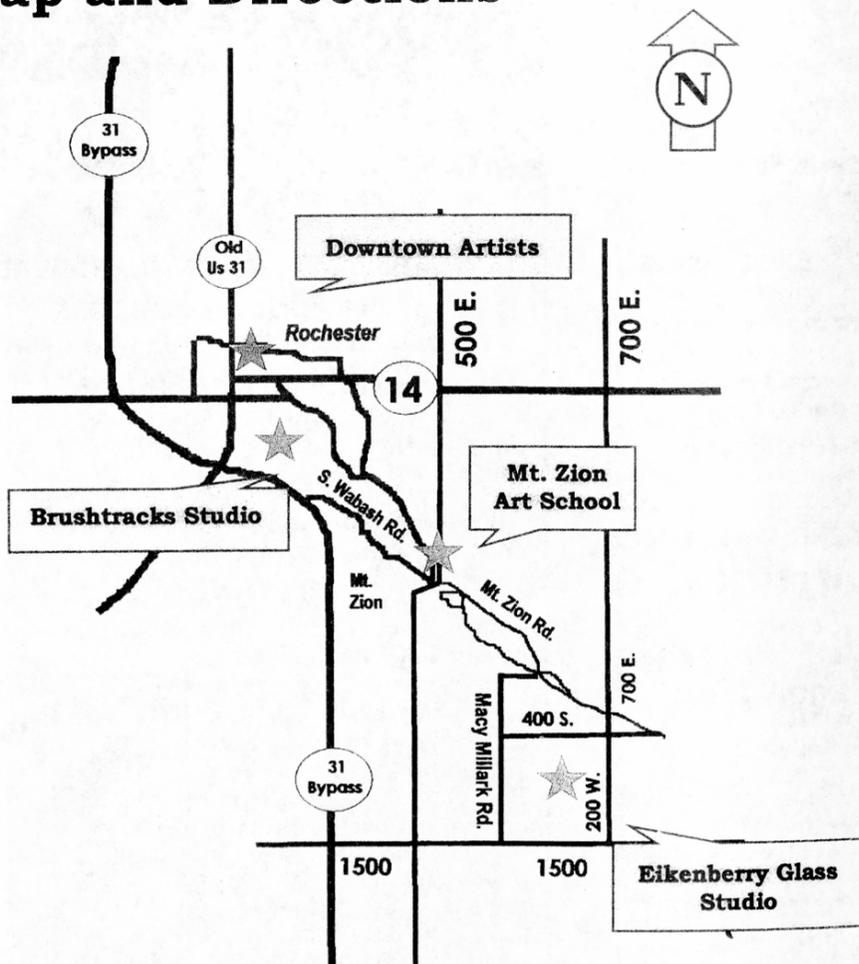 ap and Directions
N
31
Bypass
Old
Us 31
Downtown Artists
500 E.
700 E.
Rochester
14
Mt. Zion
Art School
S. Wabash Rd.
Brushtracks Studio
Mt.
Zion
Mt. Zion Rd.
700 E.
400 S.
Macy Millark Rd.
31
Bypass
200 W.
1500
1500
Eikenberry Glass
Studio